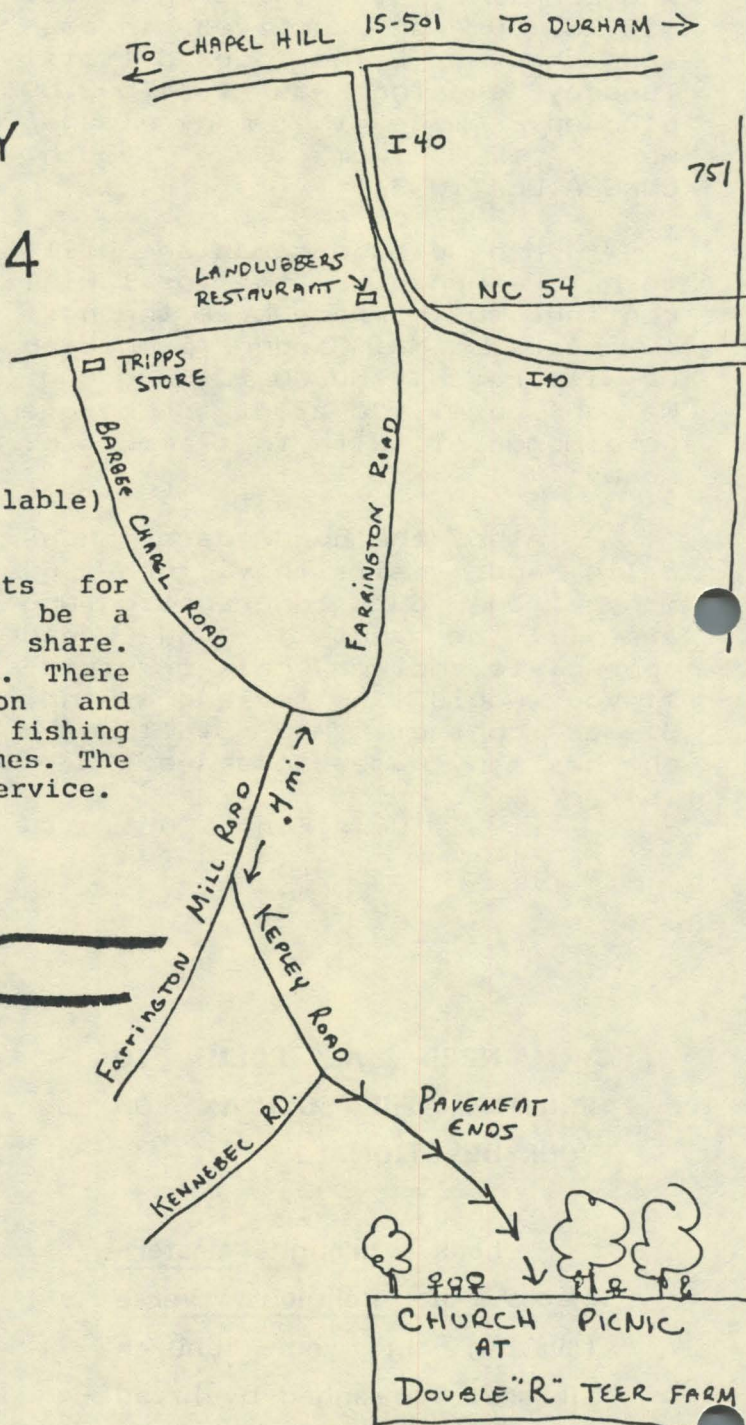 To CHAPEL HILL 15-501 To DURHAM
Y
4
I 40
751
LANDLUBBERS
RESTAURANT
NC 54
TRIPPS
STORE
I40
BARBEE CHAPEL ROAD
FARRINGTON ROAD
lable)
ts for
be a
share.
. There
on and
fishing
nes. The
ervice.
.4 mi
Farrington Mill Road
KEPLEY ROAD
KENNEBEC RD.
PAVEMENT
ENDS
CHURCH PICNIC
AT
DOUBLE "R" TEER FARM